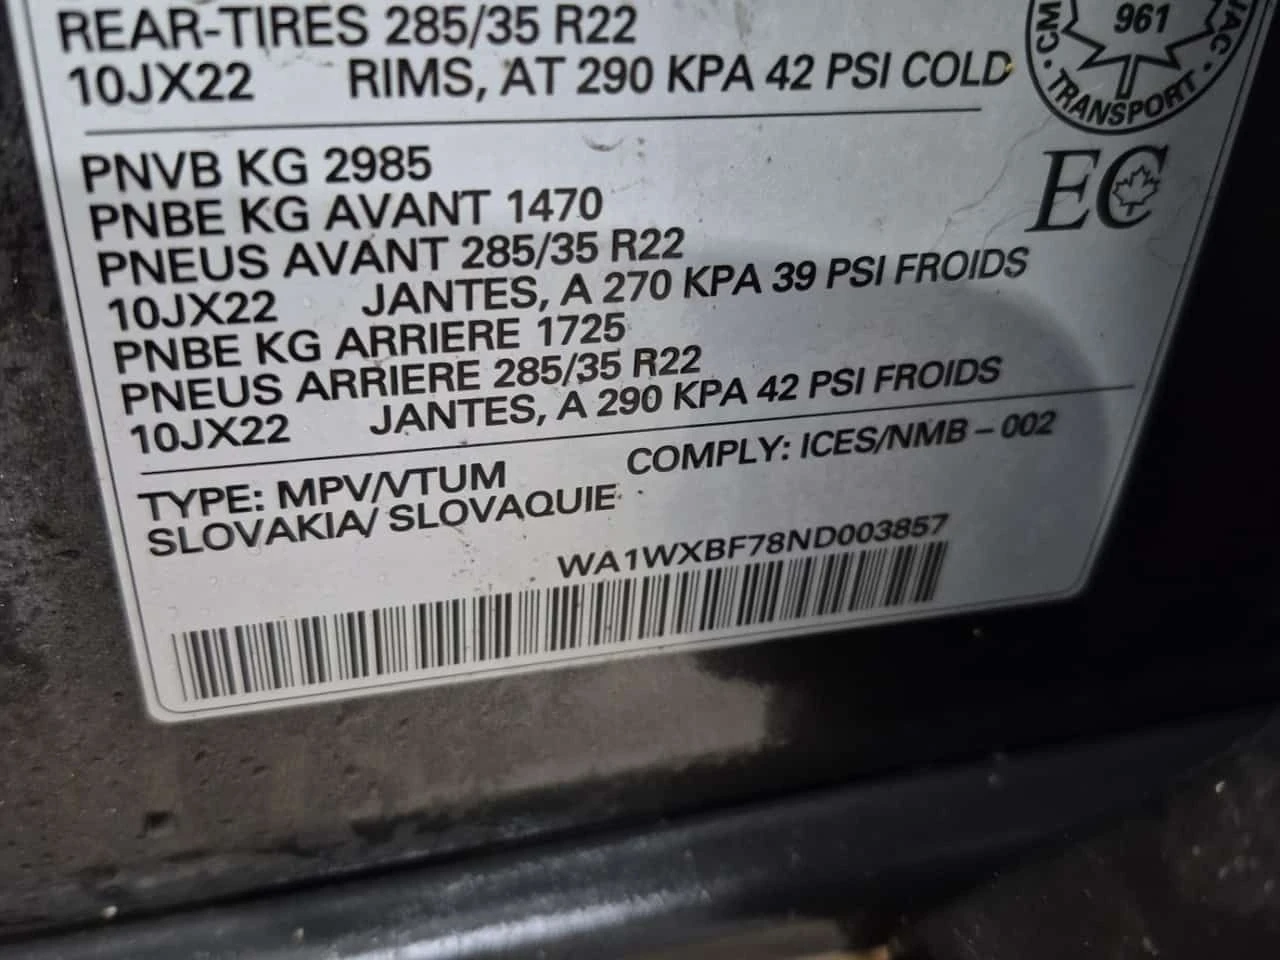 REAR-TIRES 285/35 R22
10JX22 RIMS, AT 290 KPA 42 PSI COLD
961
TRANSPORT
EC
PNVB KG 2985
PNBE KG AVANT 1470
PNEUS AVANT 285/35 R22
10JX22 JANTES, A 270 KPA 39 PSI FROIDS
PNBE KG ARRIERE 1725
PNEUS ARRIERE 285/35 R22
10JX22 JANTES, A 290 KPA 42 PSI FROIDS
TYPE: MPV/VTUM COMPLY: ICES/NMB – 002
SLOVAKIA/ SLOVAQUIE
WA1WXBF78ND003857